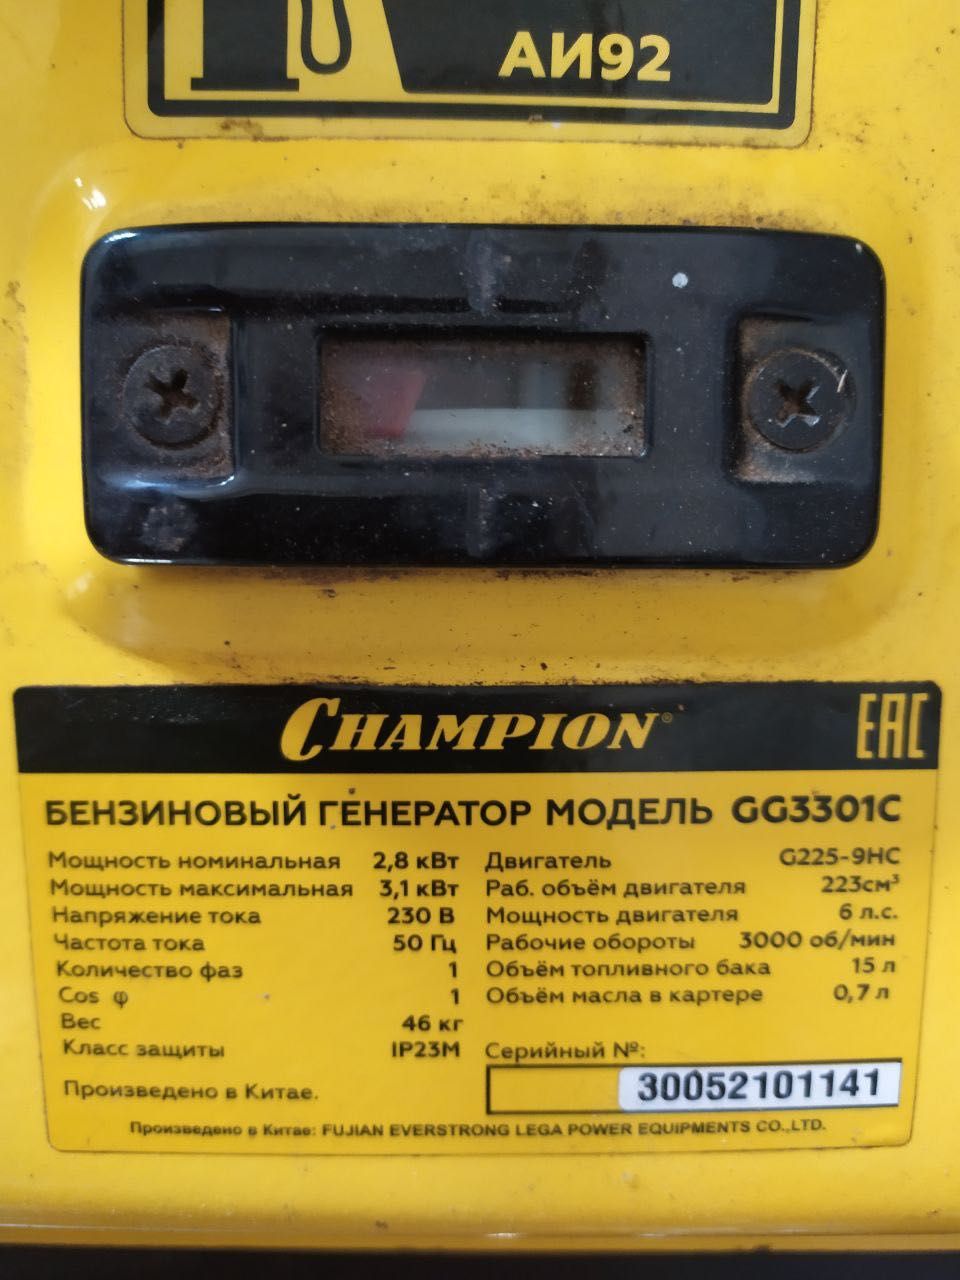 АИ92
CHAMPION®
EAC
БЕНЗИНОВЫЙ ГЕНЕРАТОР МОДЕЛЬ GG3301C
Мощность номинальная 2,8 кВт
Мощность максимальная 3,1 кВт
Напряжение тока 230 В
Частота тока 50 Гц
Количество фаз 1
Cos φ 1
Вес 46 кг
Класс защиты IP23M
Произведено в Китае.
Двигатель G225-9HC
Раб. объём двигателя 223см³
Мощность двигателя 6 л.с.
Рабочие обороты 3000 об/мин
Объём топливного бака 15 л
Объём масла в картере 0,7 л
Серийный №:
30052101141
Произведено в Китае: FUJIAN EVERSTRONG LEGA POWER EQUIPMENTS CO.,LTD.